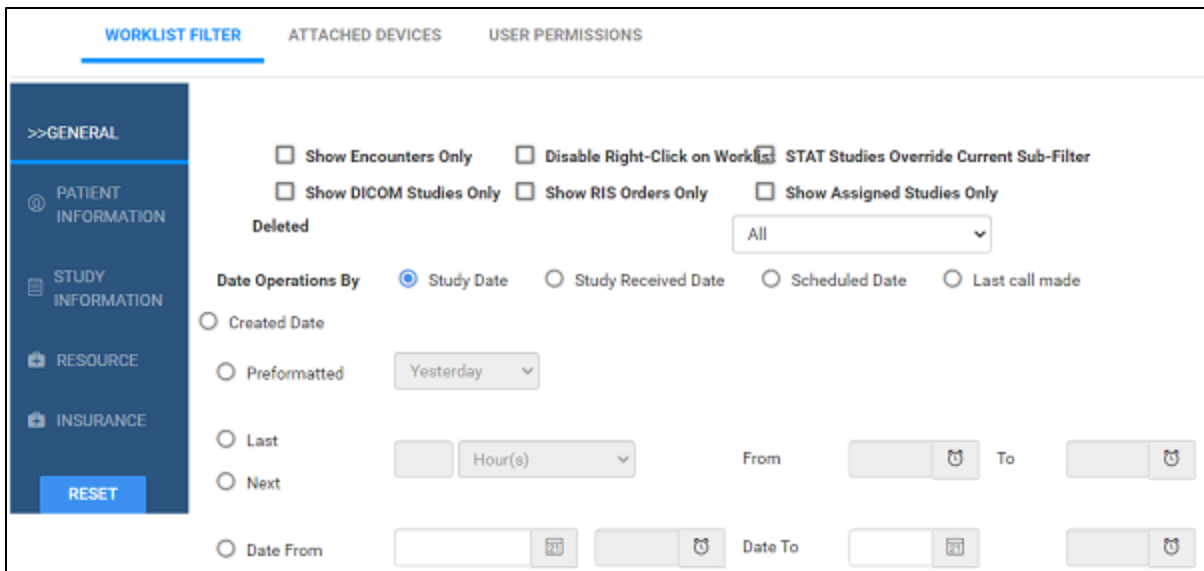 WORKLIST FILTER ATTACHED DEVICES USER PERMISSIONS
>>GENERAL
Show Encounters Only Disable Right-Click on Worklist STAT Studies Override Current Sub-Filter
PATIENT INFORMATION
Show DICOM Studies Only Show RIS Orders Only Show Assigned Studies Only
Deleted All
STUDY INFORMATION
Date Operations By Study Date Study Received Date Scheduled Date Last call made
Created Date
RESOURCE
Preformatted Yesterday
INSURANCE
Last
Hour(s) From To
Next
RESET
Date From 21 Date To 21